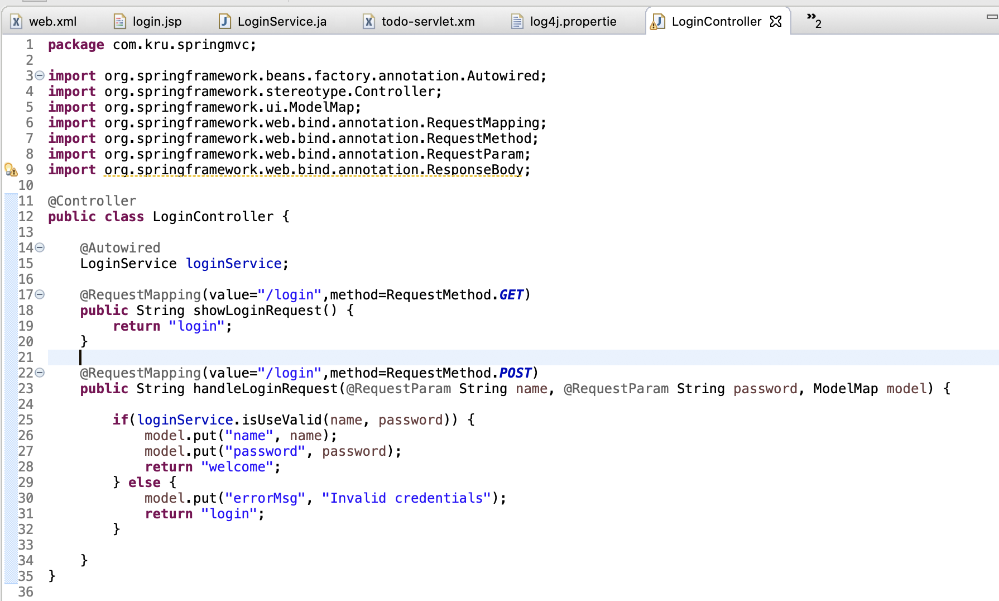 web.xml login.jsp LoginService.ja todo-servlet.xm log4j.propertie LoginController »2
1 package com.kru.springmvc;
2
3 import org.springframework.beans.factory.annotation.Autowired;
4 import org.springframework.stereotype.Controller;
5 import org.springframework.ui.ModelMap;
6 import org.springframework.web.bind.annotation.RequestMapping;
7 import org.springframework.web.bind.annotation.RequestMethod;
8 import org.springframework.web.bind.annotation.RequestParam;
9 import org.springframework.web.bind.annotation.ResponseBody;
10
11 @Controller
12 public class LoginController {
13
14     @Autowired
15     LoginService loginService;
16
17     @RequestMapping(value="/login",method=RequestMethod.GET)
18     public String showLoginRequest() {
19         return "login";
20     }
21
22     @RequestMapping(value="/login",method=RequestMethod.POST)
23     public String handleLoginRequest(@RequestParam String name, @RequestParam String password, ModelMap model) {
24
25         if(loginService.isUseValid(name, password)) {
26             model.put("name", name);
27             model.put("password", password);
28             return "welcome";
29         } else {
30             model.put("errorMsg", "Invalid credentials");
31             return "login";
32         }
33
34     }
35 }
36